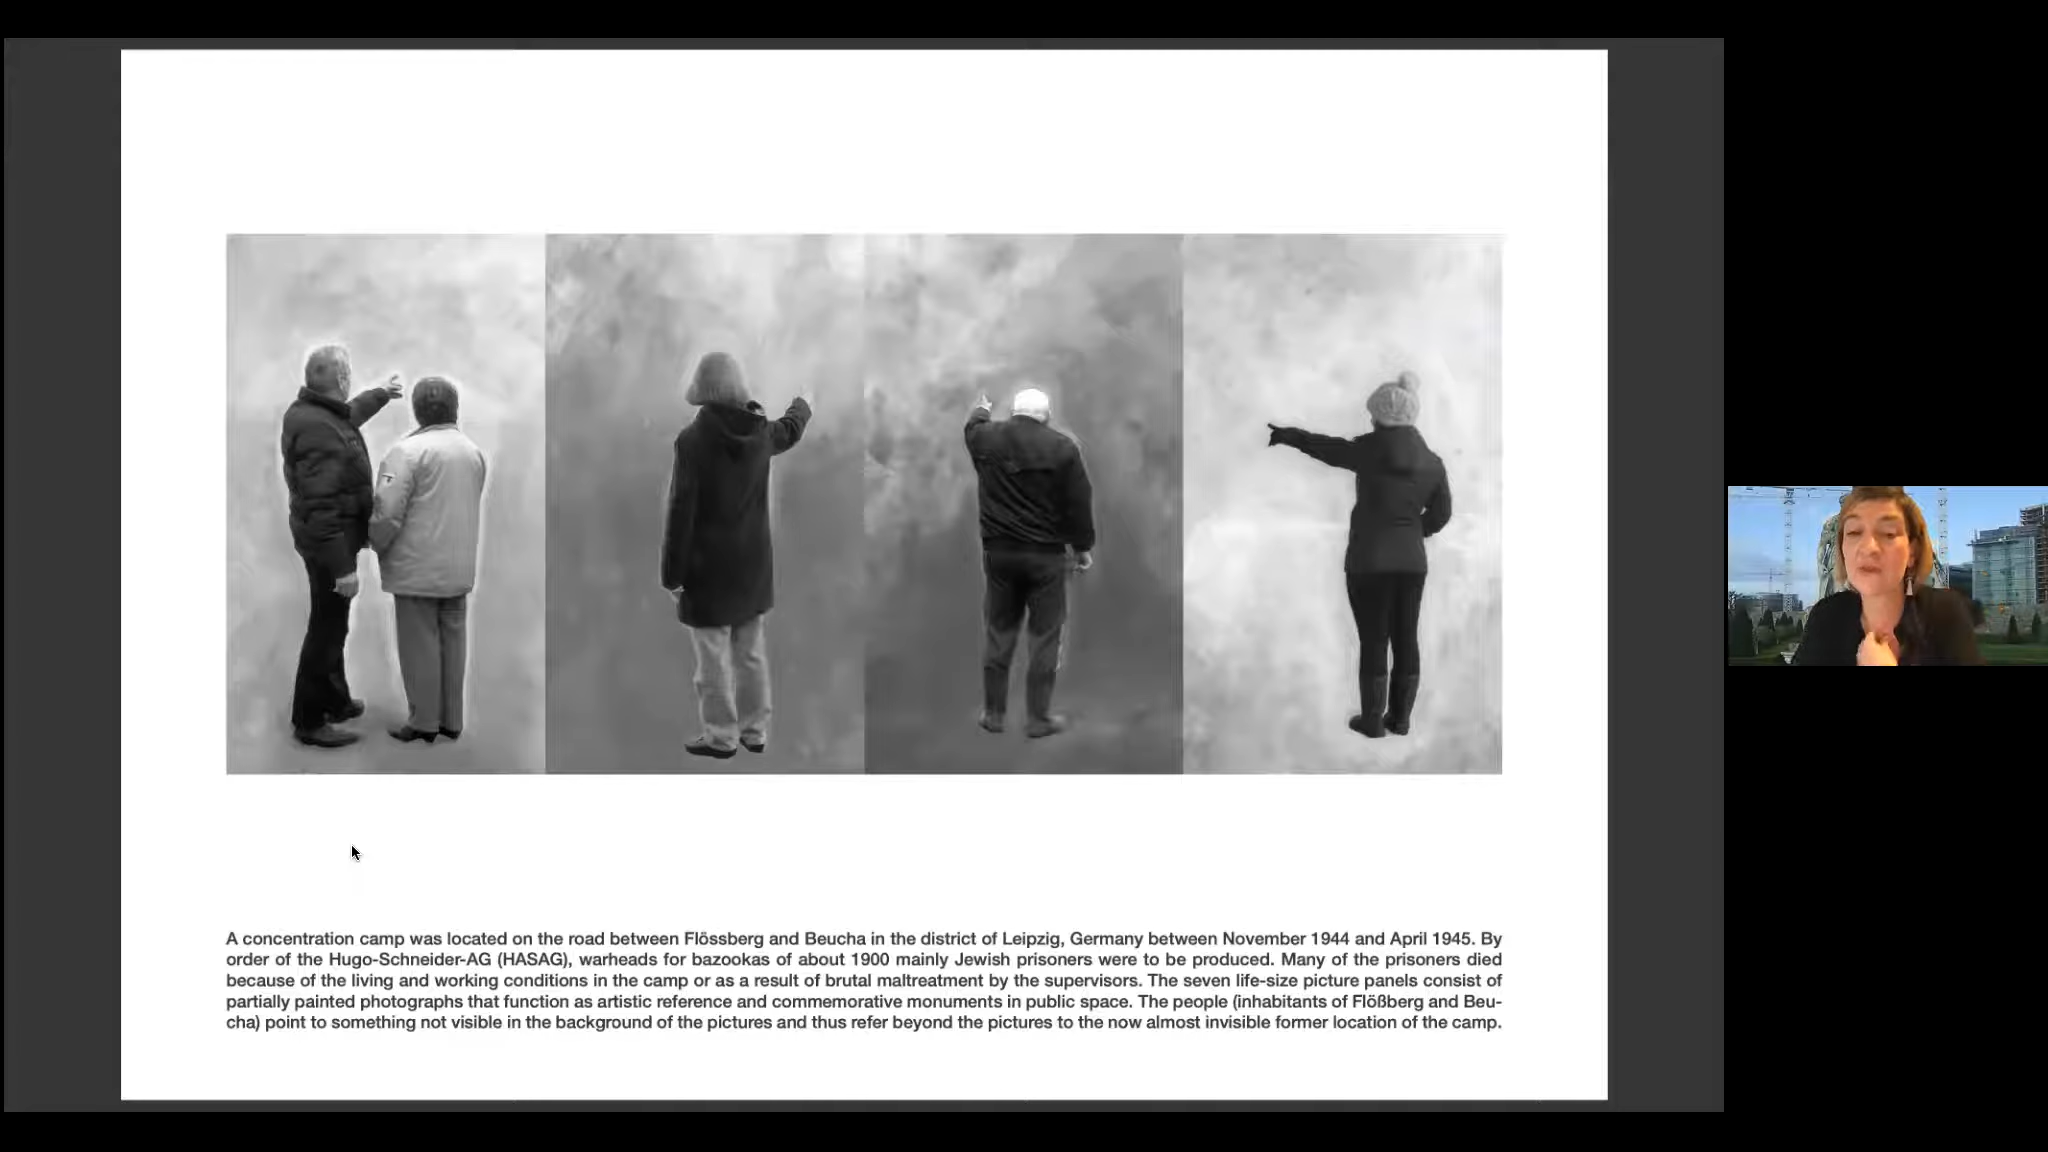 A concentration camp was located on the road between Flössberg and Beucha in the district of Leipzig, Germany between November 1944 and April 1945. By
order of the Hugo-Schneider-AG (HASAG), warheads for bazookas of about 1900 mainly Jewish prisoners were to be produced. Many of the prisoners died
because of the living and working conditions in the camp or as a result of brutal maltreatment by the supervisors. The seven life-size picture panels consist of
partially painted photographs that function as artistic reference and commemorative monuments in public space. The people (inhabitants of Flößberg and Beu-
cha) point to something not visible in the background of the pictures and thus refer beyond the pictures to the now almost invisible former location of the camp.